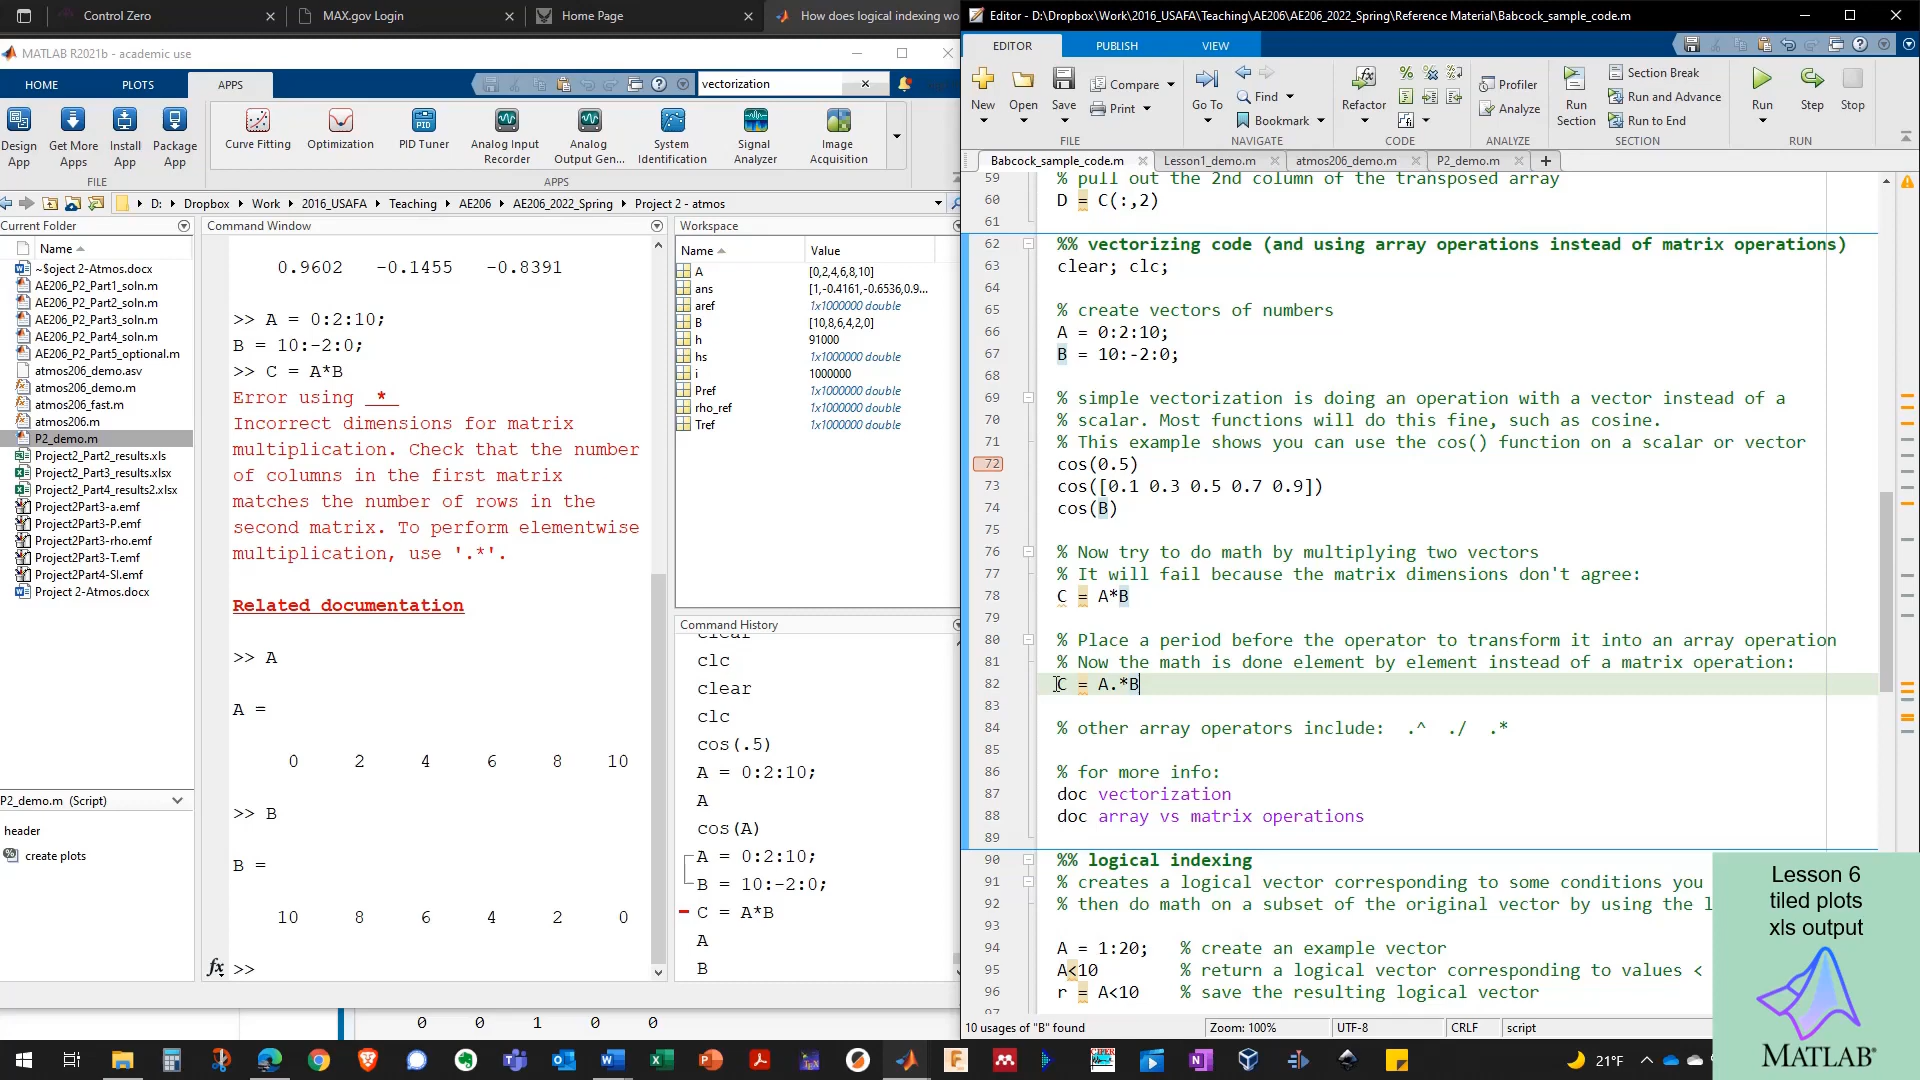 Control Zero
MAX.gov Login
Home Page
How does logical indexing wo
Editor - D:\Dropbox\Work\2016_USAFA\Teaching\AE206\AE206_2022_Spring\Reference Material\Babcock_sample_code.m
MATLAB R2021b - academic use
EDITOR PUBLISH VIEW
HOME PLOTS APPS
vectorization
Design App
Get More Apps
Install App
Package App
Curve Fitting
Optimization
PID Tuner
Analog Input Recorder
Analog Output Gen...
System Identification
Signal Analyzer
Image Acquisition
FILE APPS
New Open Save
Compare
Print
Go To
Find
Bookmark
Refactor
Profiler
Analyze
Run Section
Section Break
Run and Advance
Run to End
Run Step Stop
FILE NAVIGATE CODE ANALYZE SECTION RUN
D: Dropbox Work 2016_USAFA Teaching AE206 AE206_2022_Spring Project 2 - atmos
Babcock_sample_code.m Lesson1_demo.m atmos206_demo.m P2_demo.m
Current Folder
Name
~$oject 2-Atmos.docx
AE206_P2_Part1_soln.m
AE206_P2_Part2_soln.m
AE206_P2_Part3_soln.m
AE206_P2_Part4_soln.m
AE206_P2_Part5_optional.m
atmos206_demo.asv
atmos206_demo.m
atmos206_fast.m
atmos206.m
P2_demo.m
Project2_Part2_results.xls
Project2_Part3_results.xlsx
Project2_Part4_results2.xlsx
Project2Part3-a.emf
Project2Part3-P.emf
Project2Part3-rho.emf
Project2Part3-T.emf
Project2Part4-SI.emf
Project 2-Atmos.docx
P2_demo.m (Script)
header
create plots
Command Window
0.9602 -0.1455 -0.8391
>> A = 0:2:10;
B = 10:-2:0;
>> C = A*B
Error using *
Incorrect dimensions for matrix
multiplication. Check that the number
of columns in the first matrix
matches the number of rows in the
second matrix. To perform elementwise
multiplication, use '.*'.
Related documentation
>> A
A =
0 2 4 6 8 10
>> B
B =
10 8 6 4 2 0
fx >>
Workspace
Name Value
A [0,2,4,6,8,10]
ans [1,-0.4161,-0.6536,0.9...
aref 1x1000000 double
B [10,8,6,4,2,0]
h 91000
hs 1x1000000 double
i 1000000
Pref 1x1000000 double
rho_ref 1x1000000 double
Tref 1x1000000 double
Command History
clear
clc
clear
clc
cos(.5)
A = 0:2:10;
A
cos(A)
A = 0:2:10;
B = 10:-2:0;
C = A*B
A
B
59 % pull out the 2nd column of the transposed array
60 D = C(:,2)
61
62 %% vectorizing code (and using array operations instead of matrix operations)
63 clear; clc;
64
65 % create vectors of numbers
66 A = 0:2:10;
67 B = 10:-2:0;
68
69 % simple vectorization is doing an operation with a vector instead of a
70 % scalar. Most functions will do this fine, such as cosine.
71 % This example shows you can use the cos() function on a scalar or vector
72 cos(0.5)
73 cos([0.1 0.3 0.5 0.7 0.9])
74 cos(B)
75
76 % Now try to do math by multiplying two vectors
77 % It will fail because the matrix dimensions don't agree:
78 C = A*B
79
80 % Place a period before the operator to transform it into an array operation
81 % Now the math is done element by element instead of a matrix operation:
82 C = A.*B
83
84 % other array operators include: .^ ./ .*
85
86 % for more info:
87 doc vectorization
88 doc array vs matrix operations
89
90 %% logical indexing
91 % creates a logical vector corresponding to some conditions you
92 % then do math on a subset of the original vector by using the l
93
94 A = 1:20; % create an example vector
95 A<10 % return a logical vector corresponding to values <
96 r = A<10 % save the resulting logical vector
97
10 usages of "B" found
Zoom: 100% UTF-8 CRLF script
0 0 1 0 0
Lesson 6
tiled plots
xls output
MATLAB
21°F